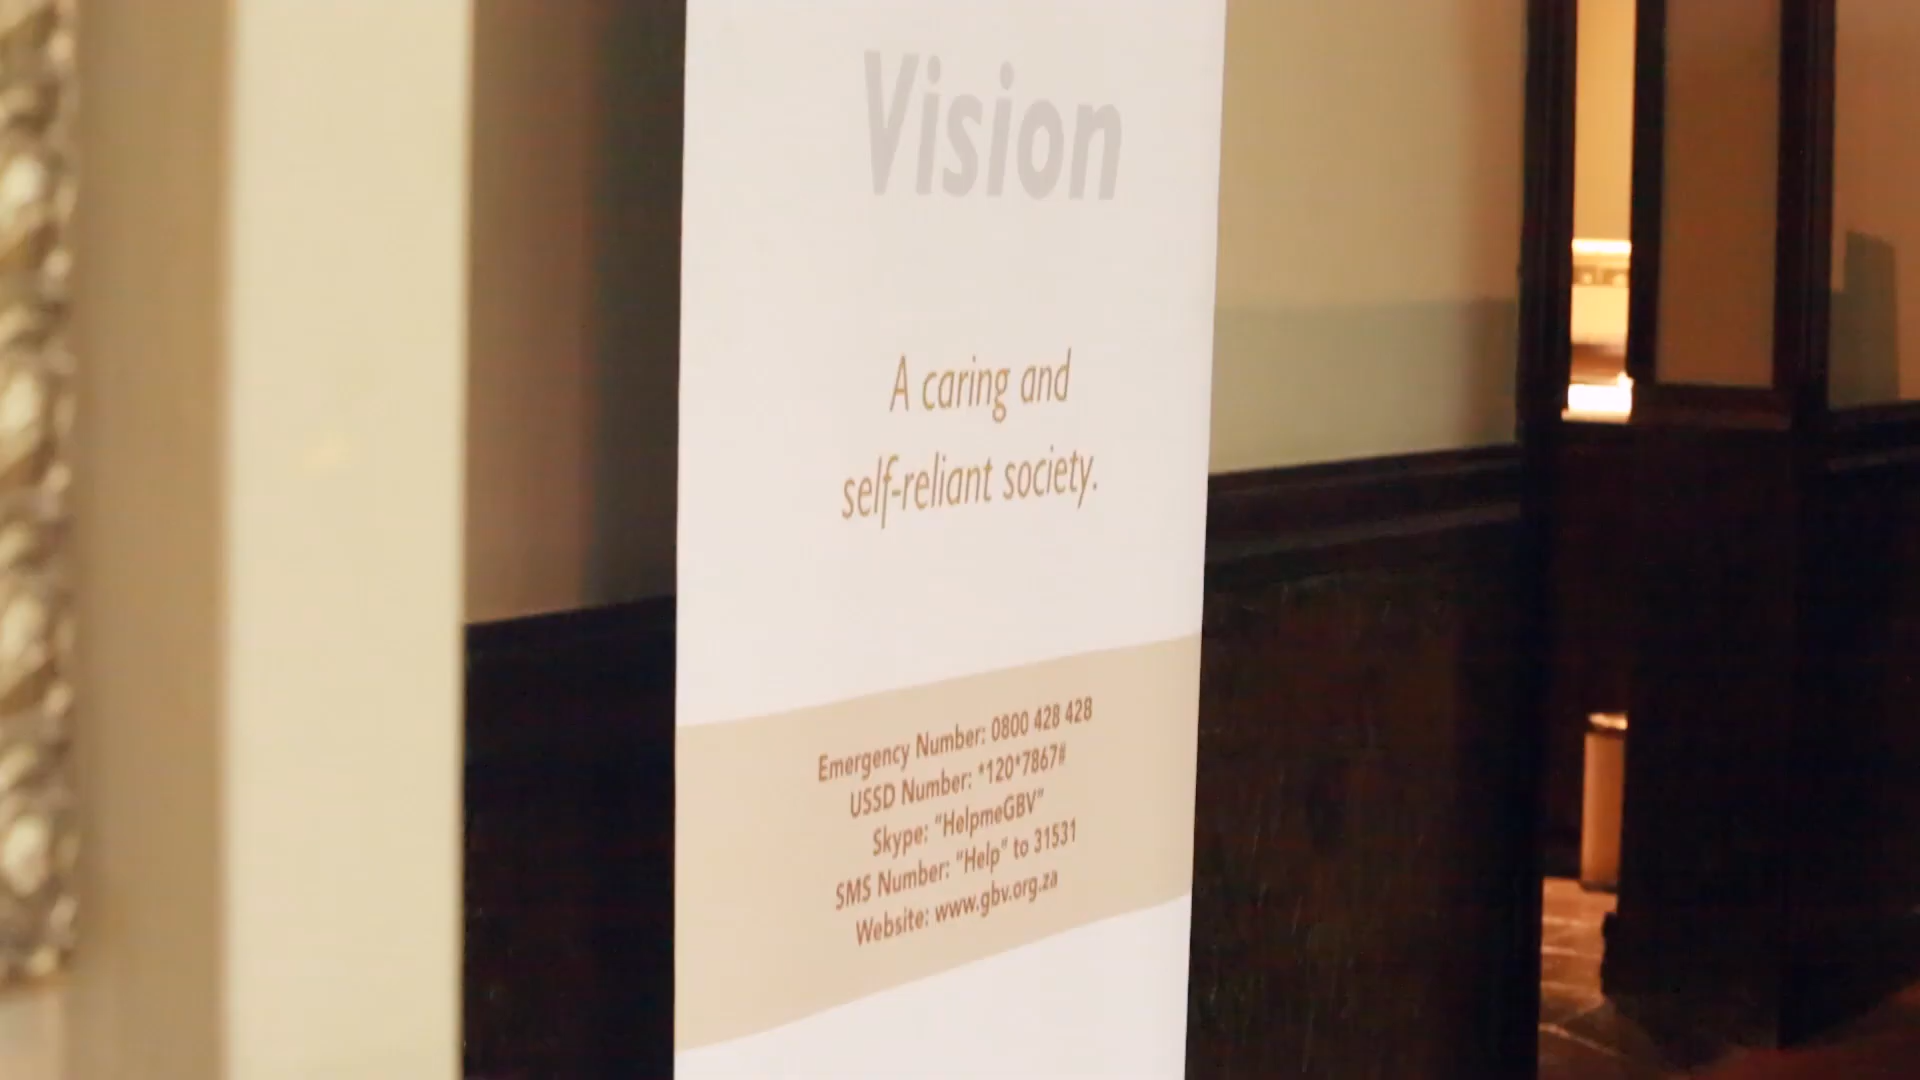 Vision
A caring and
self-reliant society.
Emergency Number: 0800 428 428
USSD Number: *120*7867#
Skype: "HelpmeGBV"
SMS Number: "Help" to 31531
Website: www.gbv.org.za